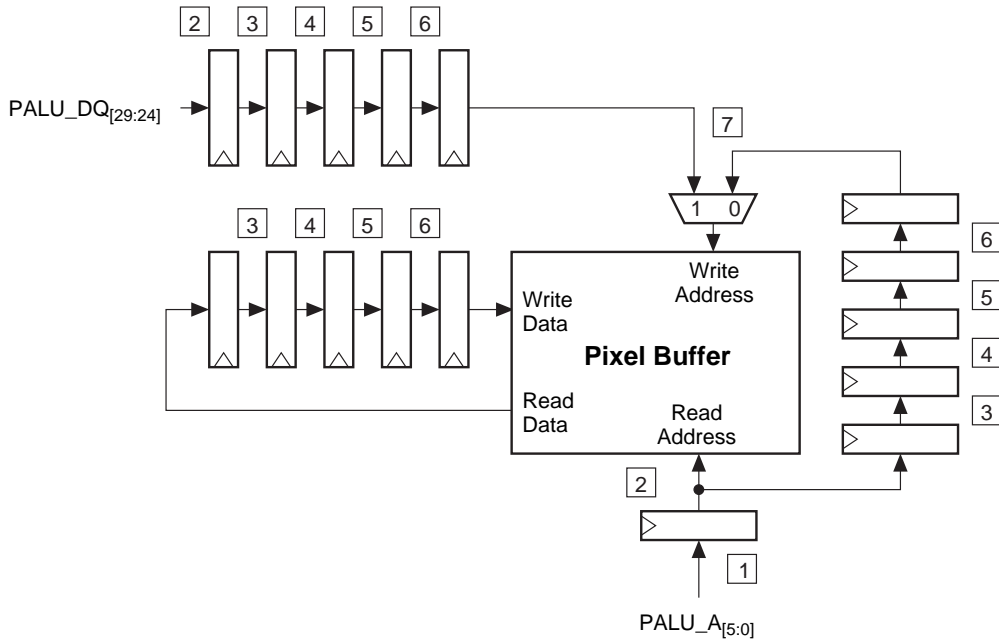 2 3 4 5 6
PALU_DQ[29:24]
7
1 0
3 4 5 6
Write
Address
6
Write
Data
5
Pixel Buffer
4
Read
Data
Read
Address
3
2
1
PALU_A[5:0]